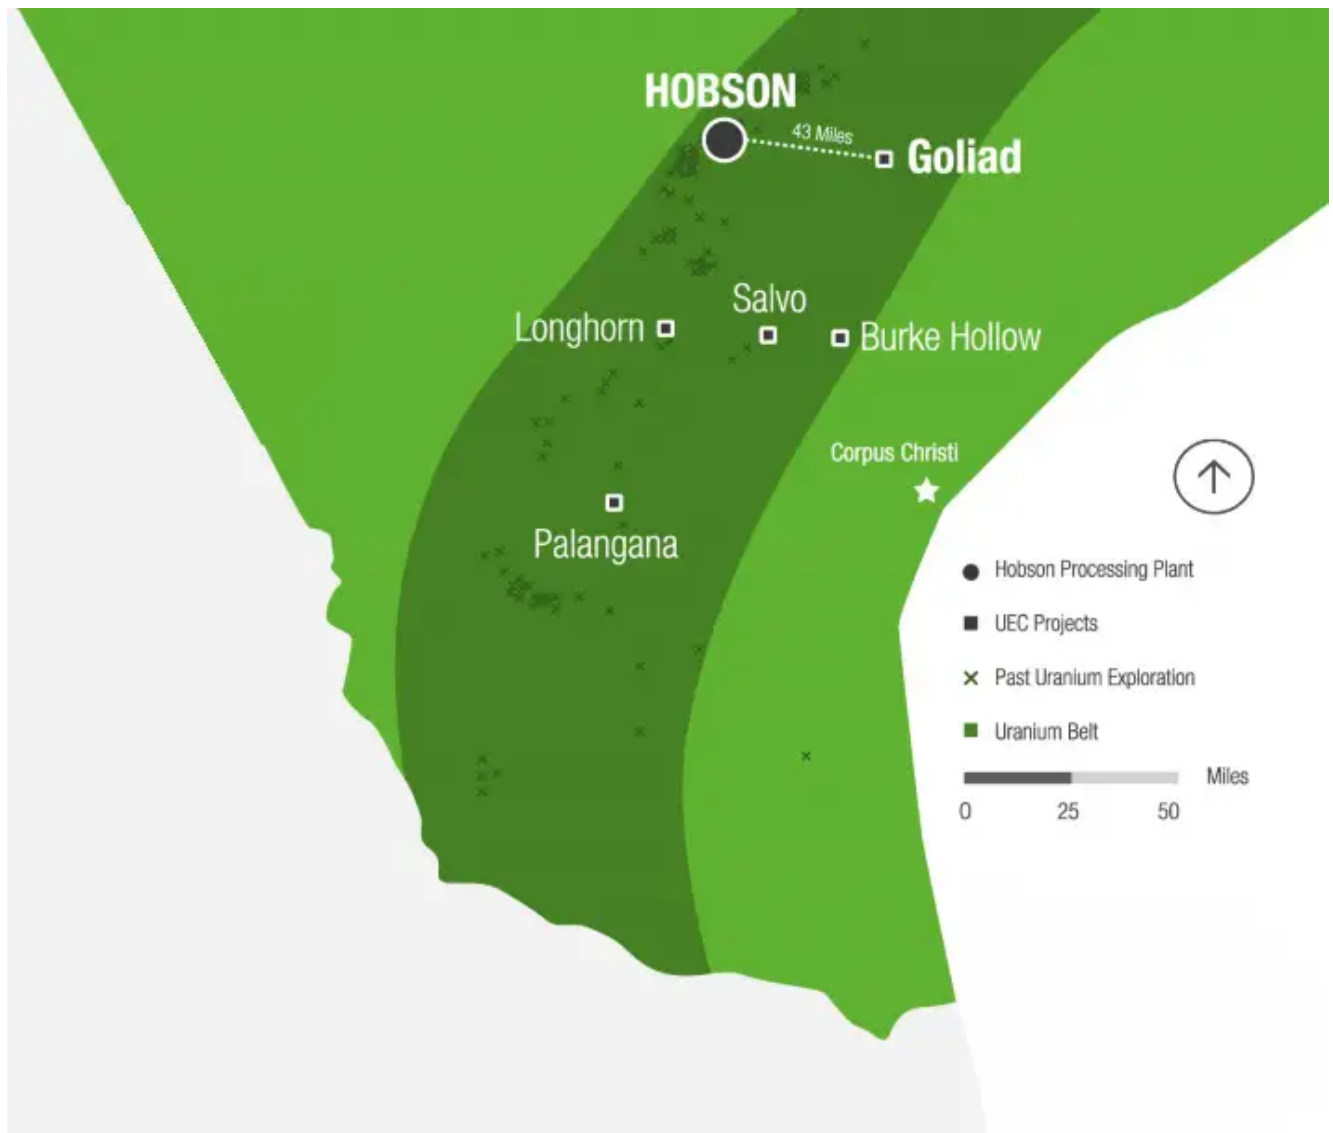 HOBSON
43 Miles
Goliad
Salvo
Longhorn
Burke Hollow
Corpus Christi
Palangana
Hobson Processing Plant
UEC Projects
Past Uranium Exploration
Uranium Belt
Miles
0 25 50